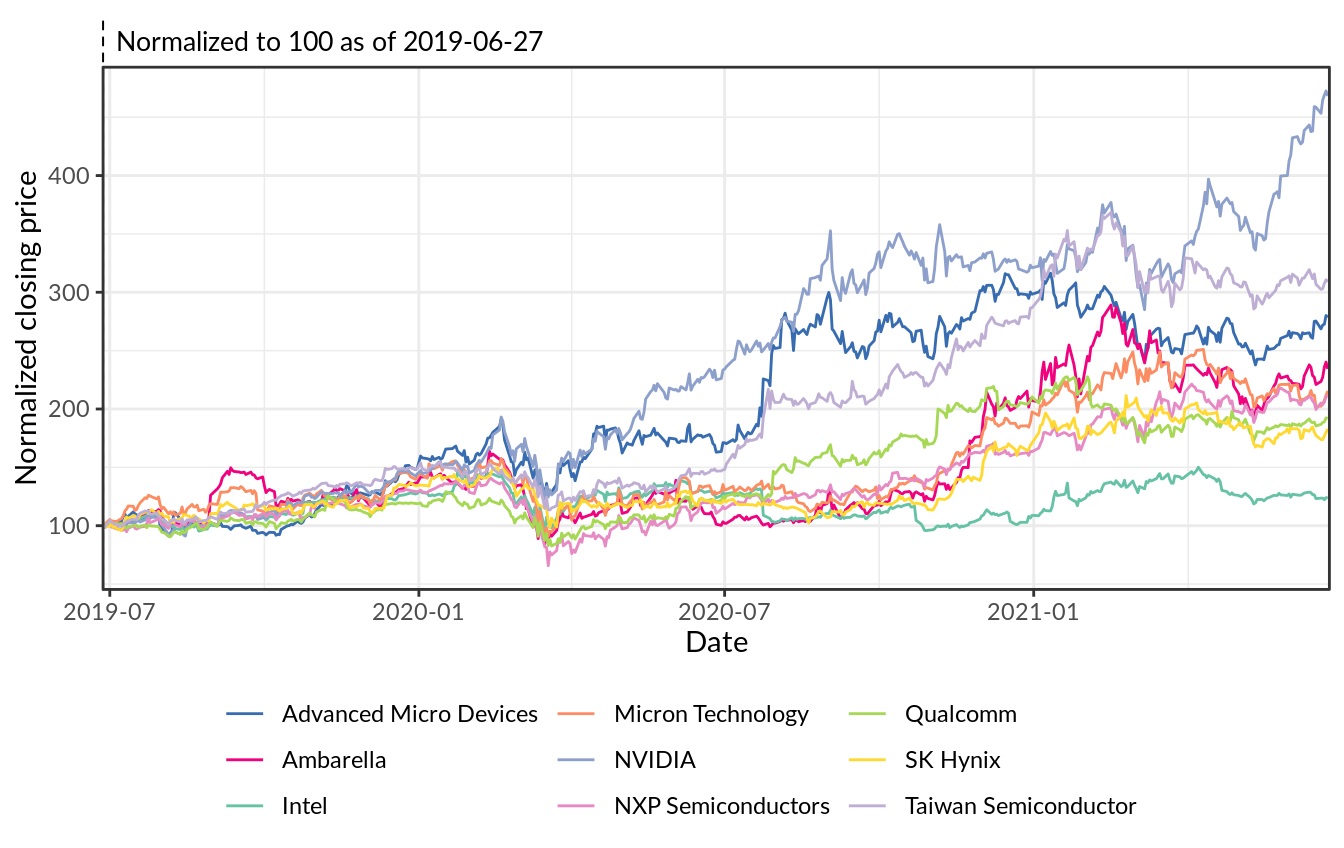 Normalized to 100 as of 2019-06-27
Normalized closing price
400
300
200
100
2019-07 2020-01 2020-07 2021-01
Date
Advanced Micro Devices Micron Technology Qualcomm
Ambarella NVIDIA SK Hynix
Intel NXP Semiconductors Taiwan Semiconductor